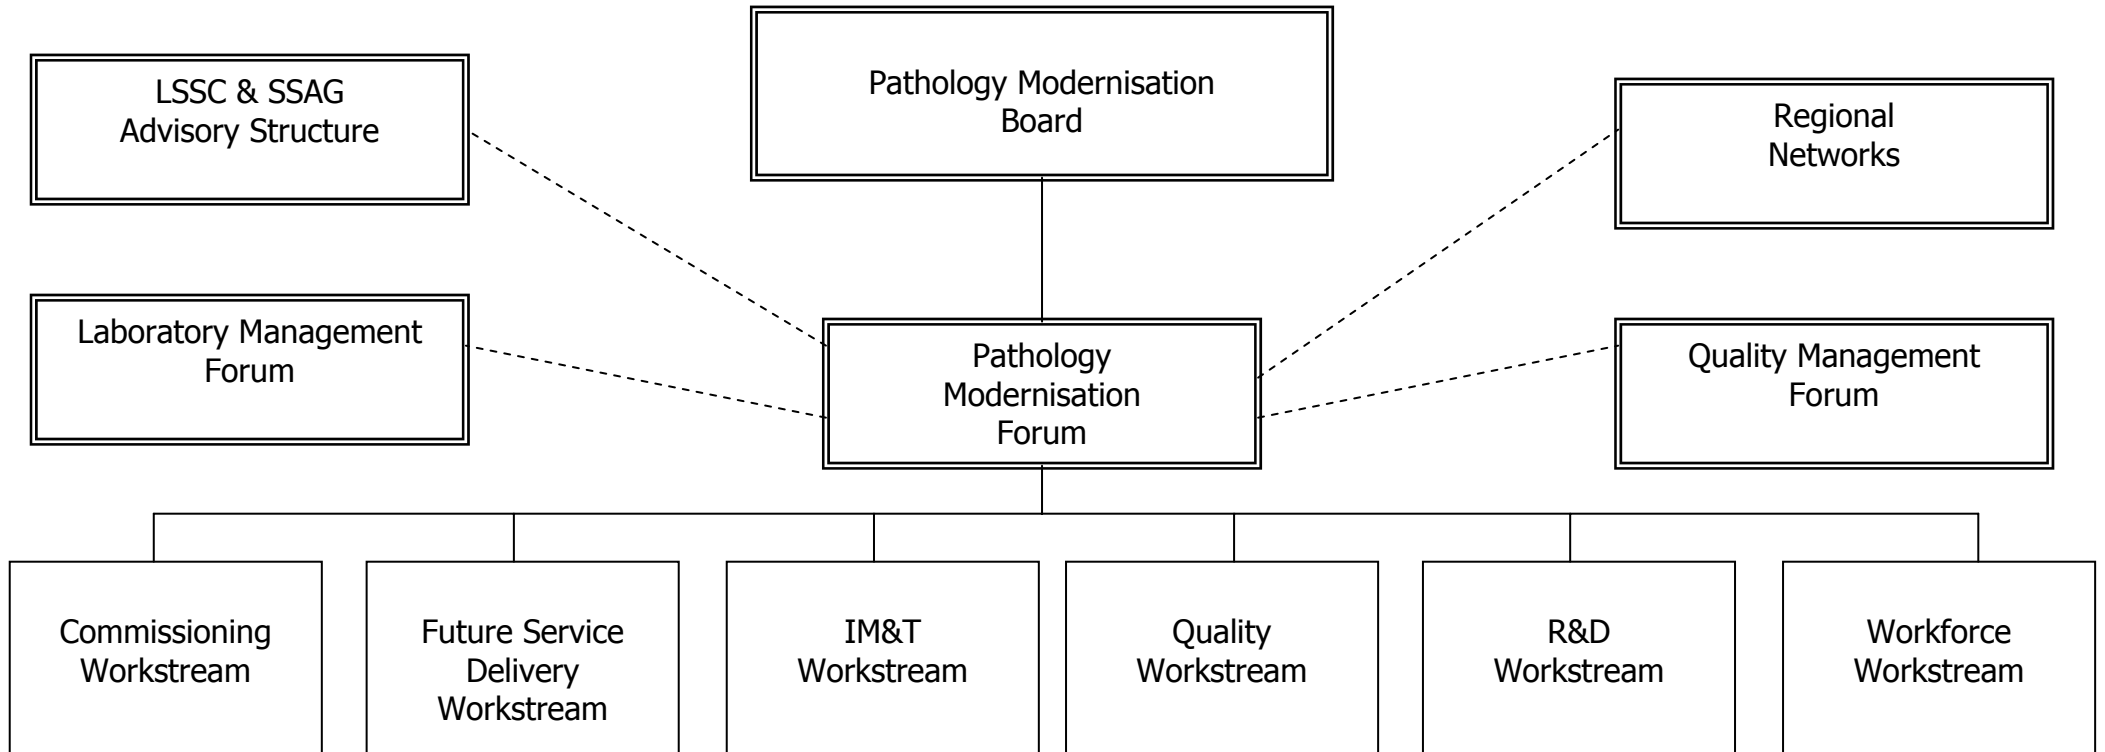 Pathology Modernisation
Board
LSSC & SSAG
Advisory Structure
Regional
Networks
Laboratory Management
Forum
Pathology
Modernisation
Forum
Quality Management
Forum
Commissioning
Workstream
Future Service
Delivery
Workstream
IM&T
Workstream
Quality
Workstream
R&D
Workstream
Workforce
Workstream